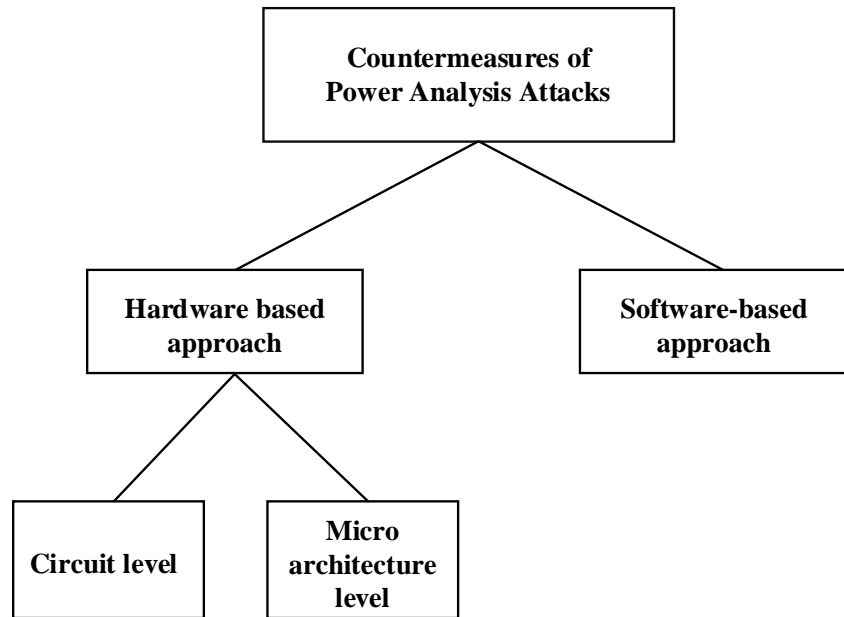 Countermeasures of
Power Analysis Attacks
Hardware based
approach
Software-based
approach
Circuit level
Micro
architecture
level